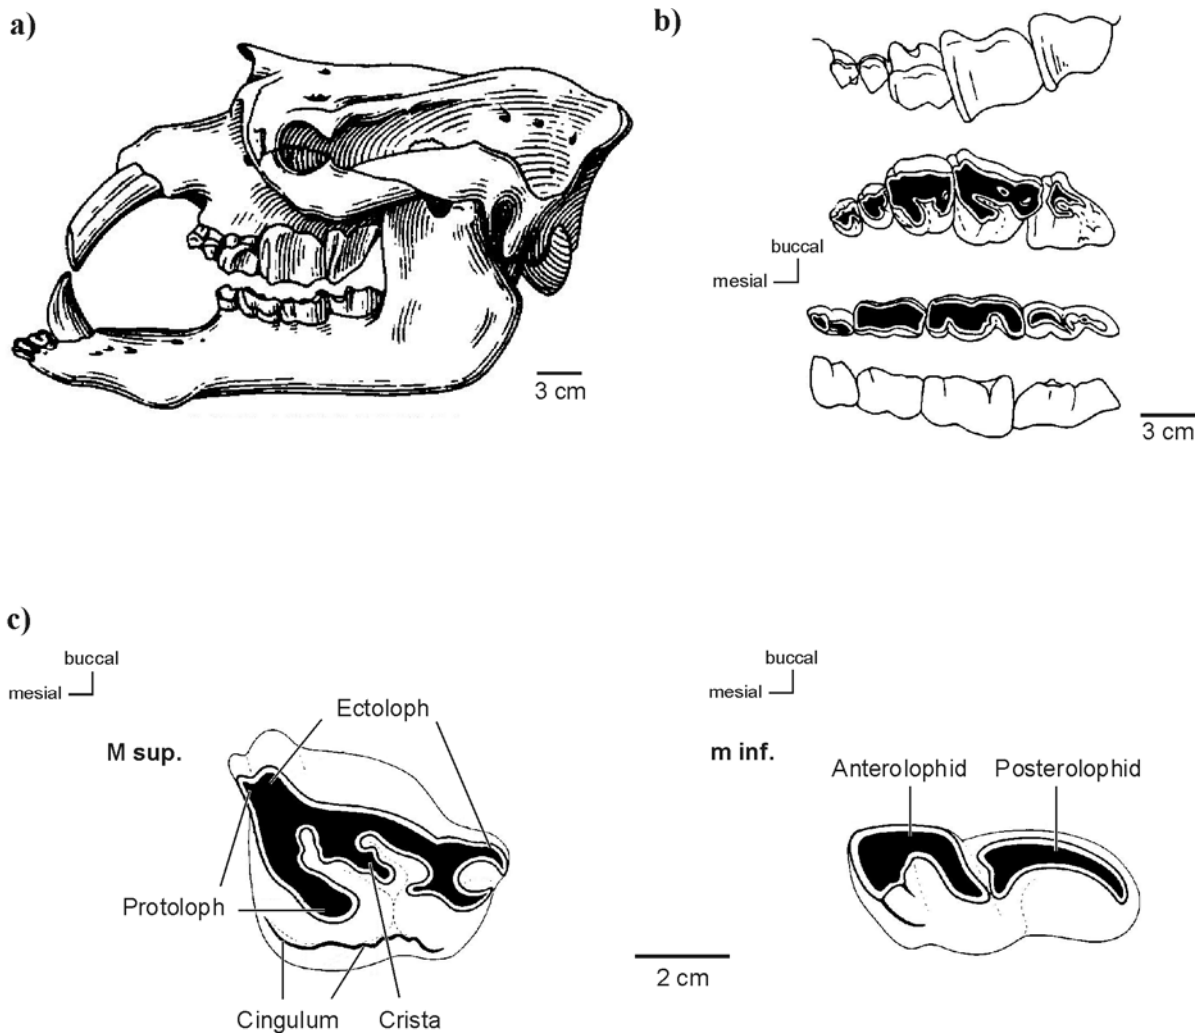 a)
3 cm
b)
buccal
mesial
3 cm
c)
buccal
mesial
M sup.
Ectoloph
Protoloph
Cingulum
Crista
2 cm
buccal
mesial
m inf.
Anterolophid
Posterolophid